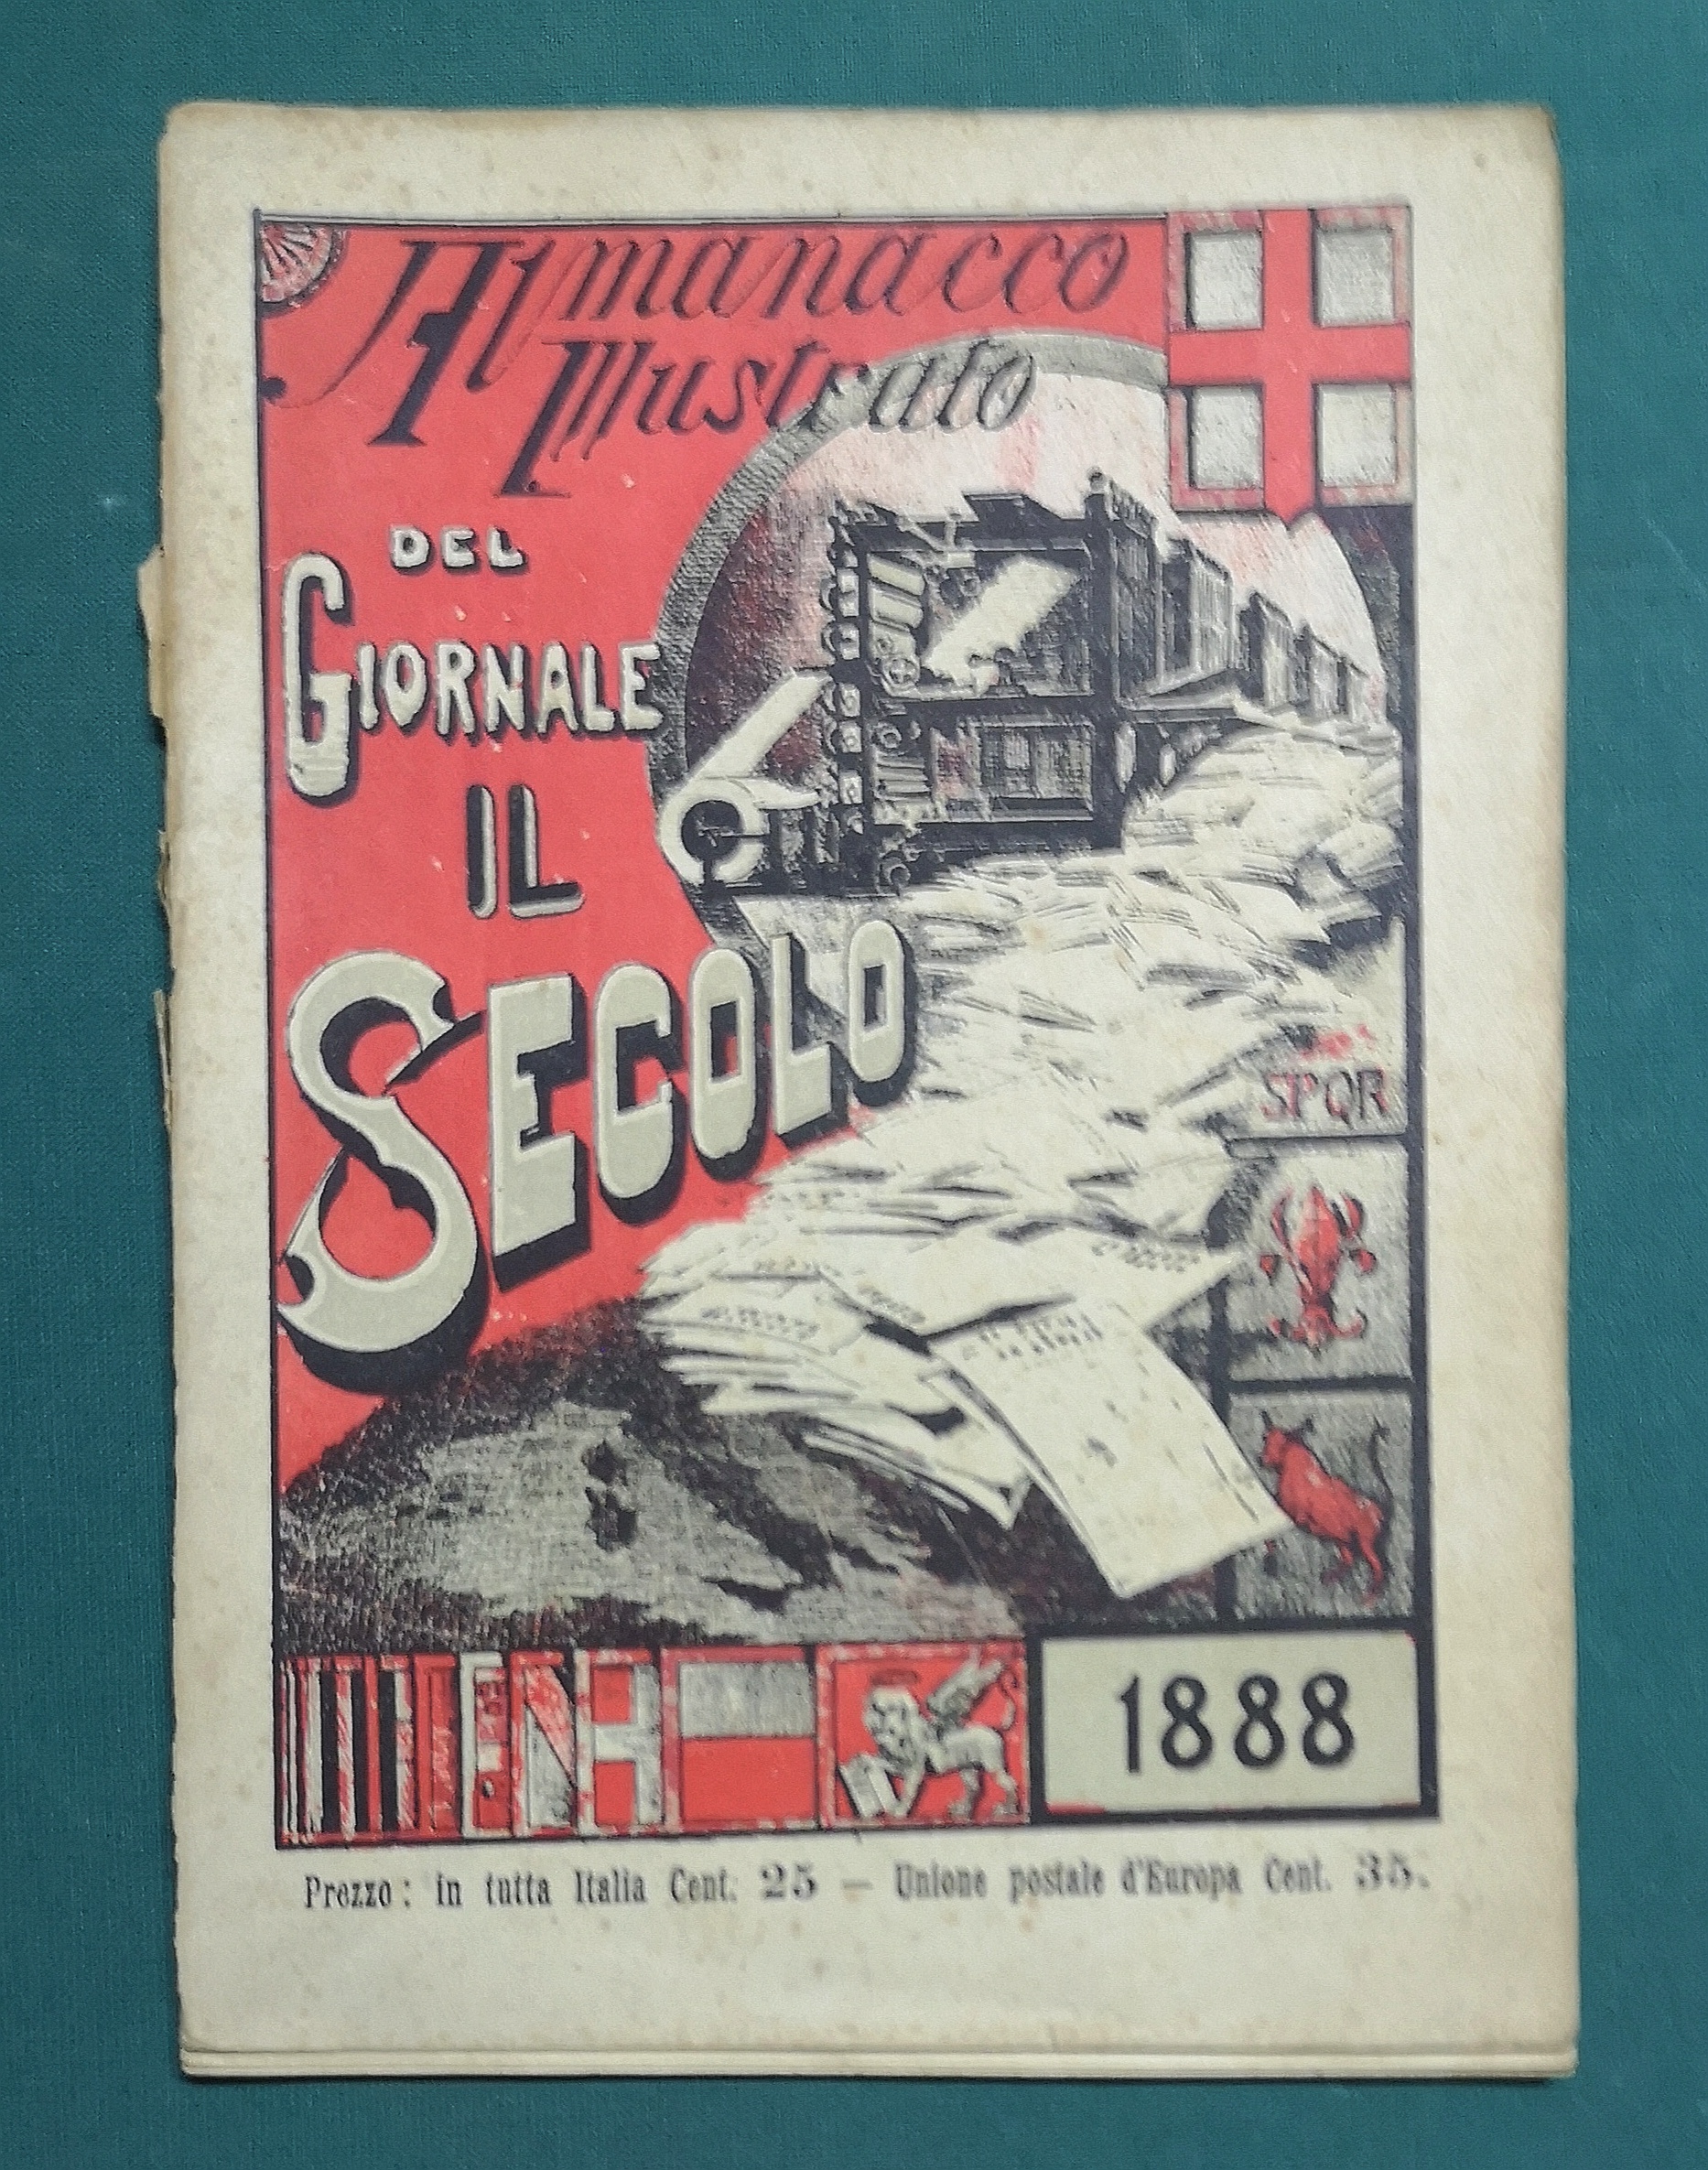 Almanacco
Illustrato
DEL
GIORNALE
IL
SECOLO
SPQR
1888
Prezzo: in tutta Italia Cent. 25 — Unione postale d'Europa Cent. 35.